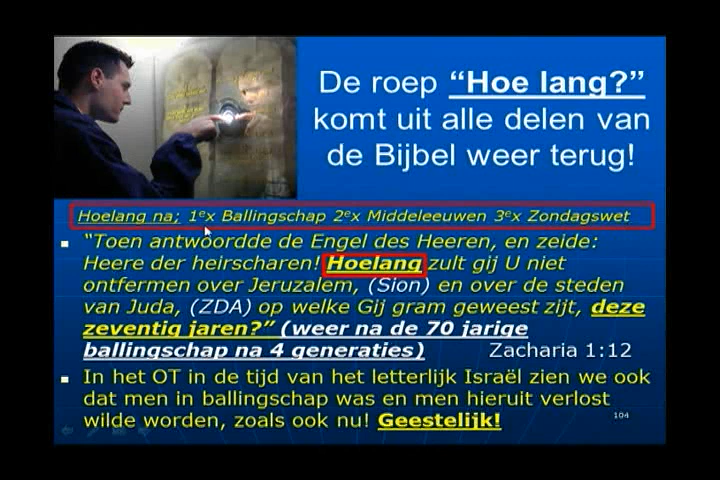 De roep “Hoe lang?”
komt uit alle delen van
de Bijbel weer terug!
Hoelang na; 1ex Ballingschap 2ex Middeleeuwen 3ex Zondagswet
“Toen antwoordde de Engel des Heeren, en zeide:
Heere der heirscharen! Hoelang zult gij U niet
ontfermen over Jeruzalem, (Sion) en over de steden
van Juda, (ZDA) op welke Gij gram geweest zijt, deze
zeventig jaren?” (weer na de 70 jarige
ballingschap na 4 generaties) Zacharia 1:12
In het OT in de tijd van het letterlijk Israël zien we ook
dat men in ballingschap was en men hieruit verlost
wilde worden, zoals ook nu! Geestelijk!
104